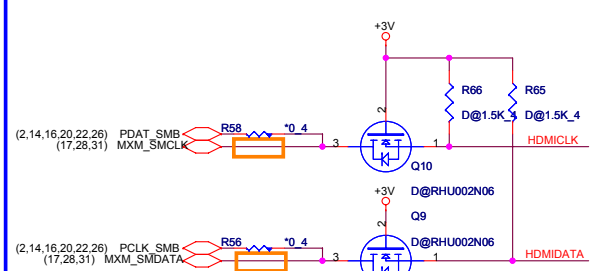 +3V
R66
R65
D@1.5K_4
D@1.5K_4
2
(2,14,16,20,22,26) PDAT_SMB
R58
*0_4
(17,28,31) MXM_SMCLK
3
1
HDMICLK
Q10
D@RHU002N06
+3V
Q9
2
D@RHU002N06
(2,14,16,20,22,26) PCLK_SMB
R56
*0_4
(17,28,31) MXM_SMDATA
3
1
HDMIDATA